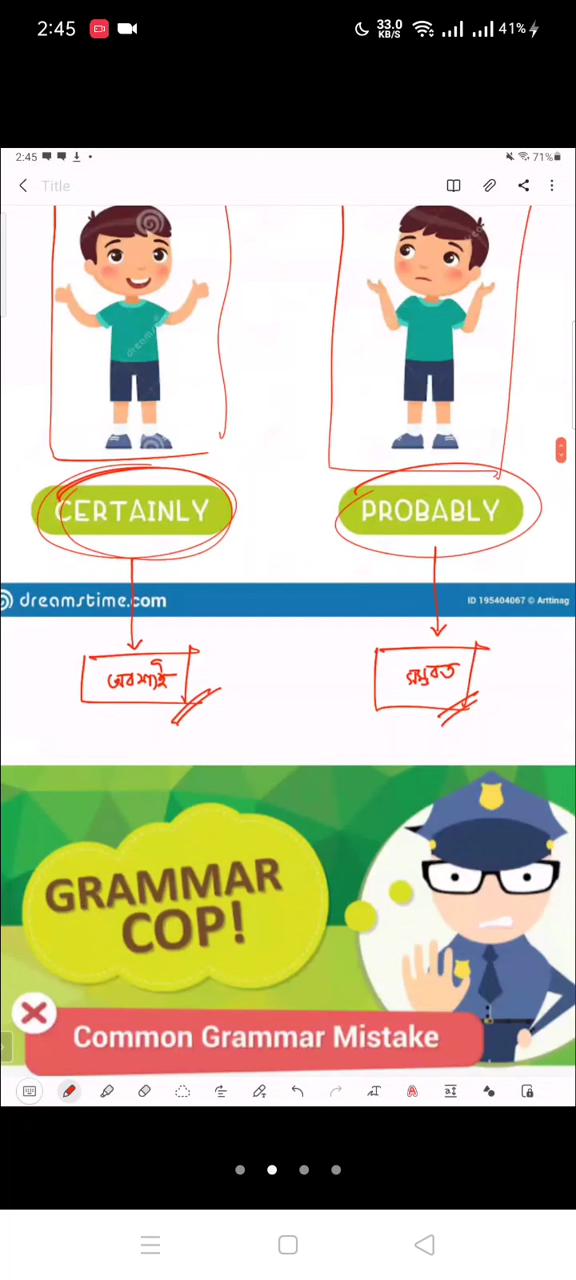 2:45
33.0
KB/S
41%
2:45
71%
Title
dreamstime
CERTAINLY
PROBABLY
dreamstime.com
ID 195404067 © Arttinag
অবশ্যই
সম্ভবত
GRAMMAR
COP!
Common Grammar Mistake